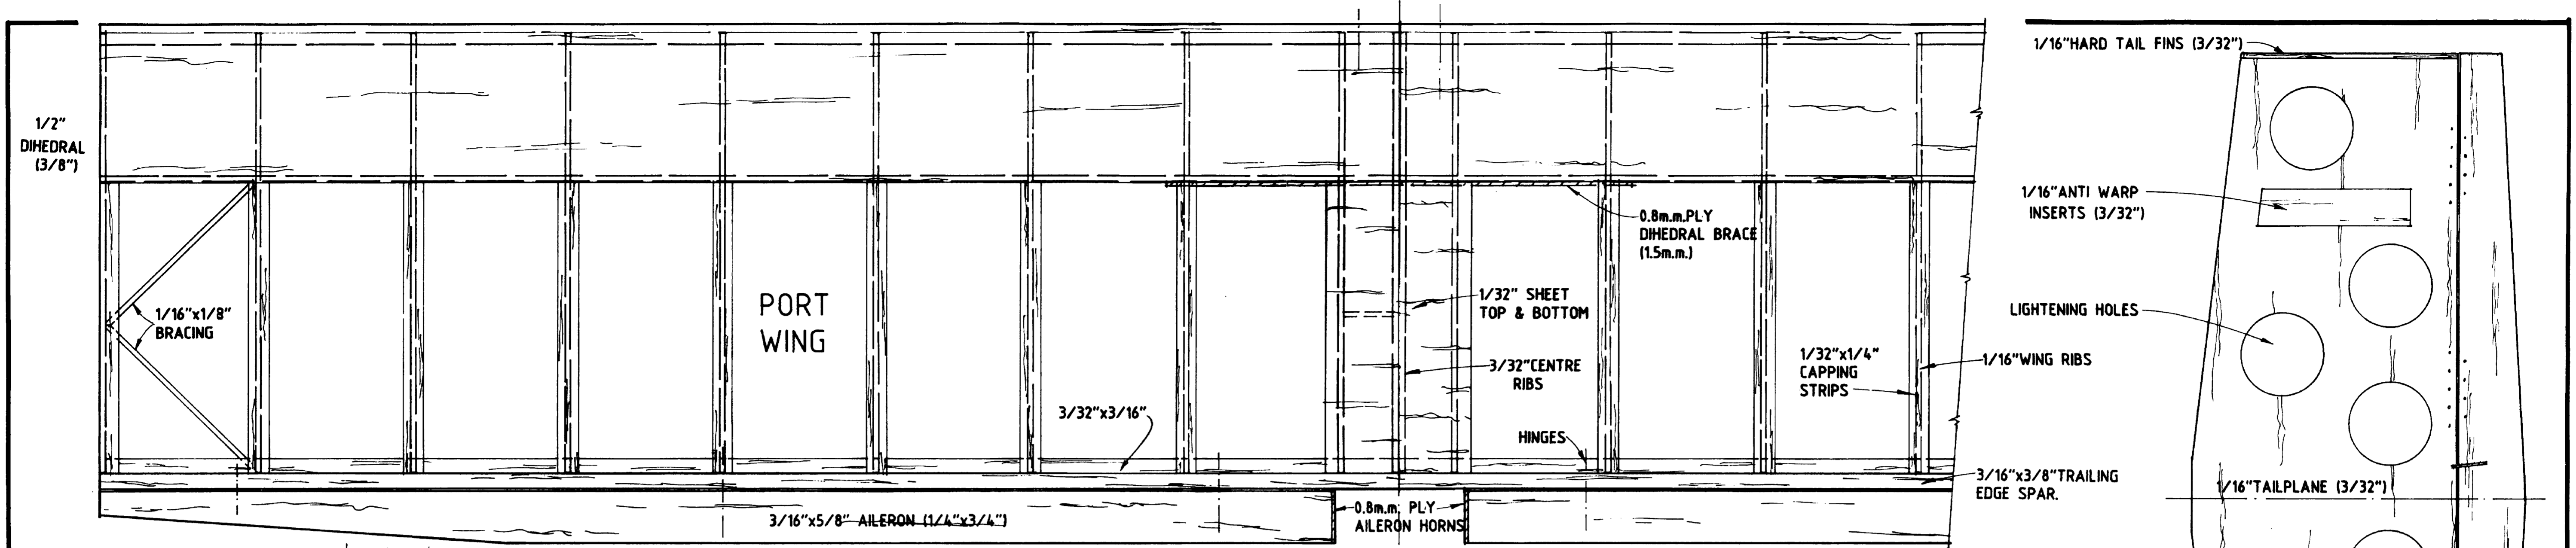 1/2"
DIHEDRAL
(3/8")
1/16"x1/8"
BRACING
PORT
WING
3/32"x3/16"
3/16"x5/8" AILERON (1/4"x3/4")
0.8m.m. PLY
AILERON HORNS
HINGES
3/32"CENTRE
RIBS
1/32" SHEET
TOP & BOTTOM
0.8m.m.PLY
DIHEDRAL BRACE
(1.5m.m.)
1/32"x1/4"
CAPPING
STRIPS
1/16"WING RIBS
3/16"x3/8"TRAILING
EDGE SPAR.
1/16"HARD TAIL FINS (3/32")
1/16"ANTI WARP
INSERTS (3/32")
LIGHTENING HOLES
1/16"TAILPLANE (3/32")